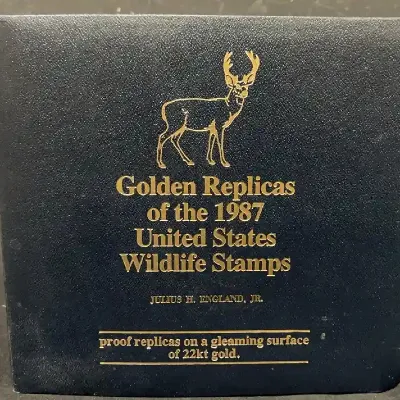 Golden Replicas
of the 1987
United States
Wildlife Stamps
JULIUS H. ENGLAND, JR.
proof replicas on a gleaming surface
of 22kt gold.